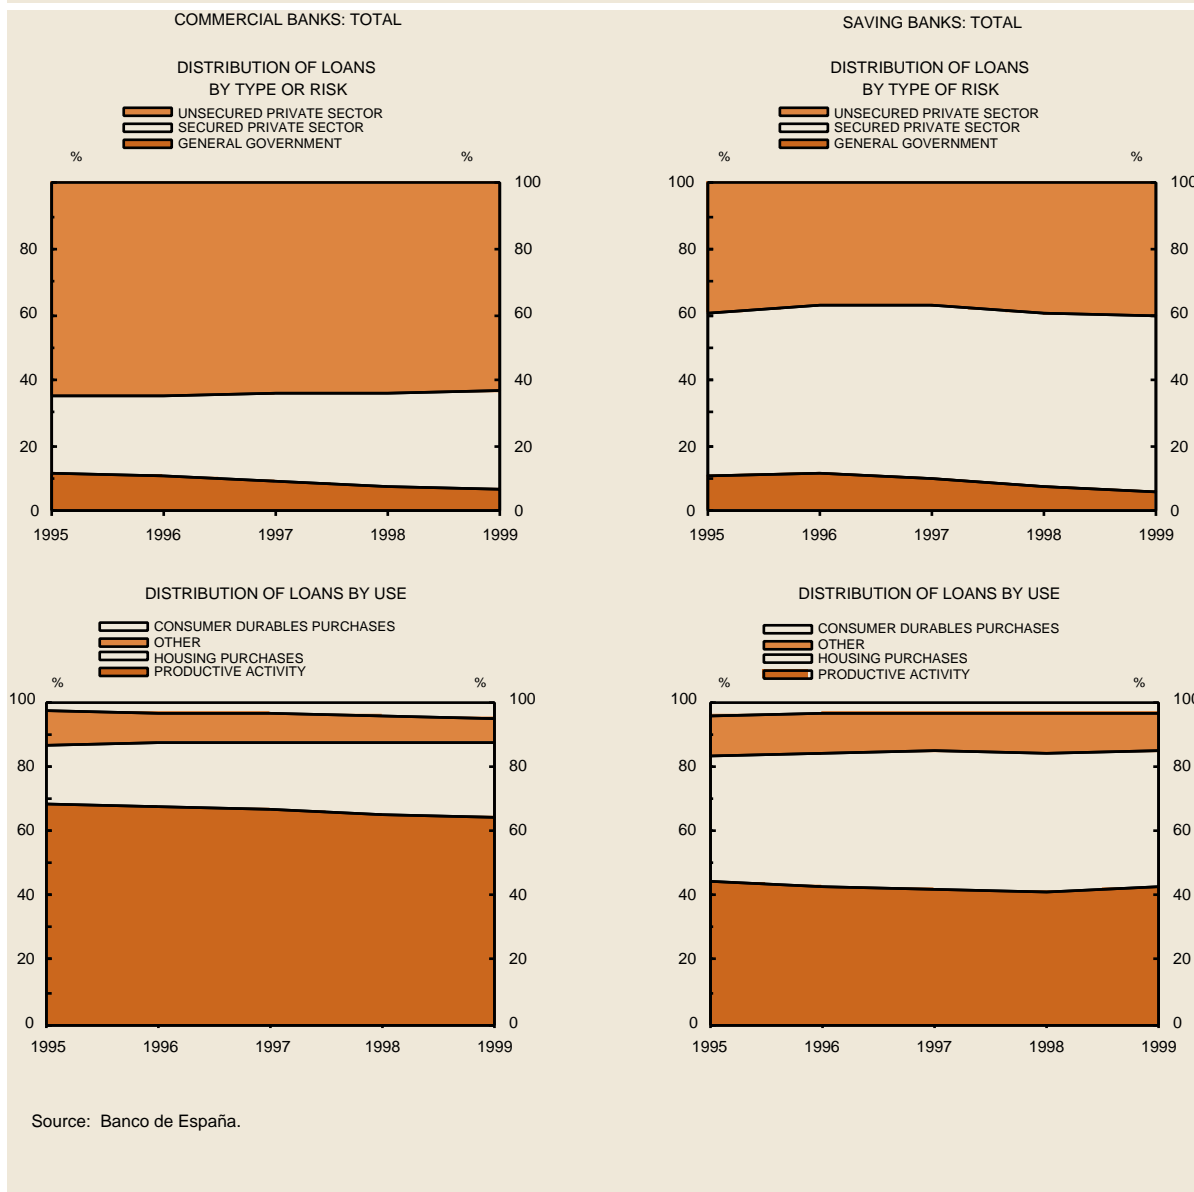 COMMERCIAL BANKS: TOTAL
DISTRIBUTION OF LOANS
BY TYPE OR RISK
UNSECURED PRIVATE SECTOR
SECURED PRIVATE SECTOR
GENERAL GOVERNMENT
% %
100
80 80
60
40 40
20 20
0 0
1995 1996 1997 1998 1999
SAVING BANKS: TOTAL
DISTRIBUTION OF LOANS
BY TYPE OF RISK
UNSECURED PRIVATE SECTOR
SECURED PRIVATE SECTOR
GENERAL GOVERNMENT
% %
100 100
80 80
60 60
40 40
20 20
0 0
1995 1996 1997 1998 1999
DISTRIBUTION OF LOANS BY USE
CONSUMER DURABLES PURCHASES
OTHER
HOUSING PURCHASES
PRODUCTIVE ACTIVITY
% %
100 100
80 80
60 60
40 40
20 20
0 0
1995 1996 1997 1998 1999
DISTRIBUTION OF LOANS BY USE
CONSUMER DURABLES PURCHASES
OTHER
HOUSING PURCHASES
PRODUCTIVE ACTIVITY
% %
100 100
80 80
60 60
40 40
20 20
0 0
1995 1996 1997 1998 1999
Source: Banco de España.